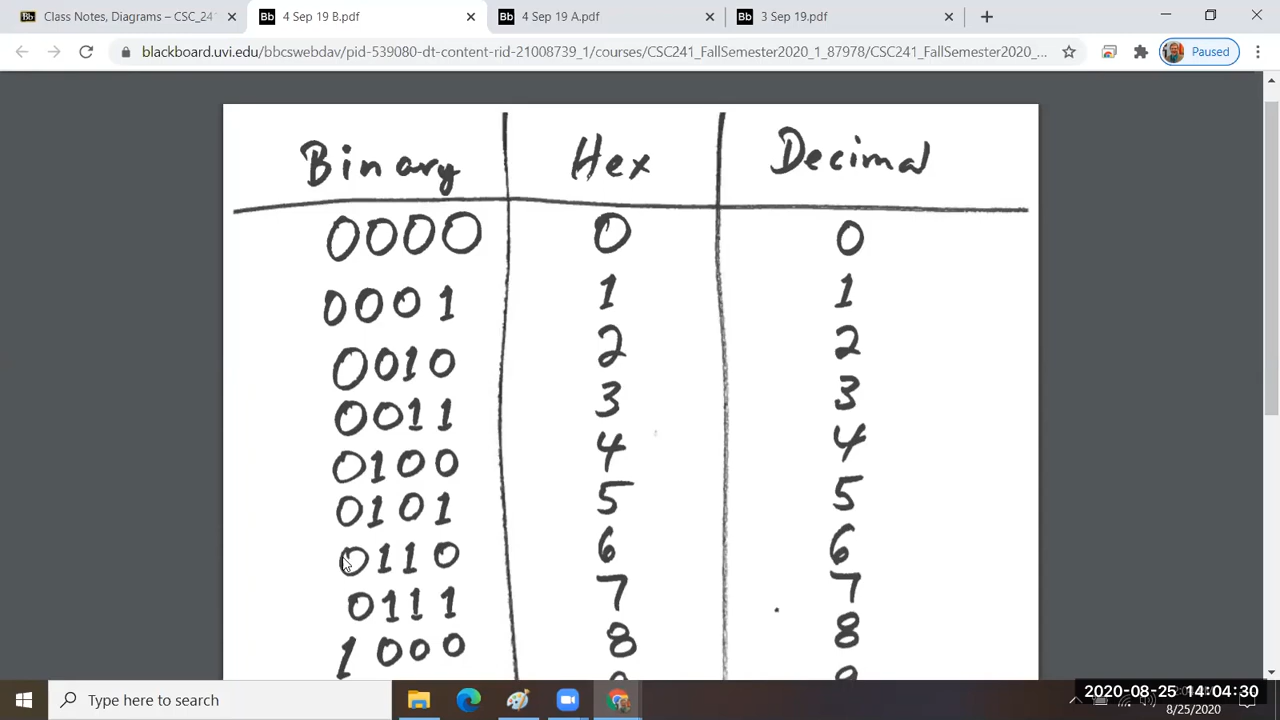 Class Notes, Diagrams – CSC_24
4 Sep 19 B.pdf
4 Sep 19 A.pdf
3 Sep 19.pdf
blackboard.uvi.edu/bbcswebdav/pid-539080-dt-content-rid-21008739_1/courses/CSC241_FallSemester2020_1_87978/CSC241_FallSemester2020_...
Paused
Binary Hex Decimal
0000 0 0
0001 1 1
0010 2 2
0011 3 3
0100 4 4
0101 5 5
0110 6 6
0111 7 7
1000 8 8
Type here to search
2020-08-25 14:04:30
8/25/2020